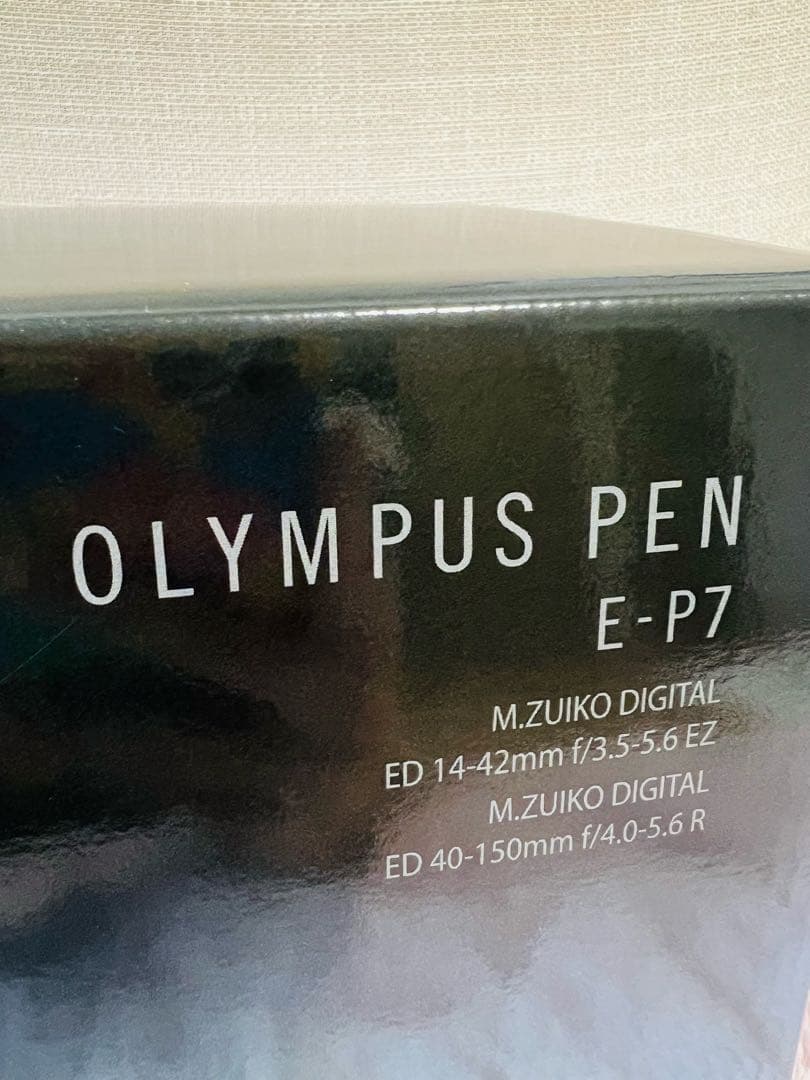 OLYMPUS PEN
E-P7
M.ZUIKO DIGITAL
ED 14-42mm f/3.5-5.6 EZ
M.ZUIKO DIGITAL
ED 40-150mm f/4.0-5.6 R